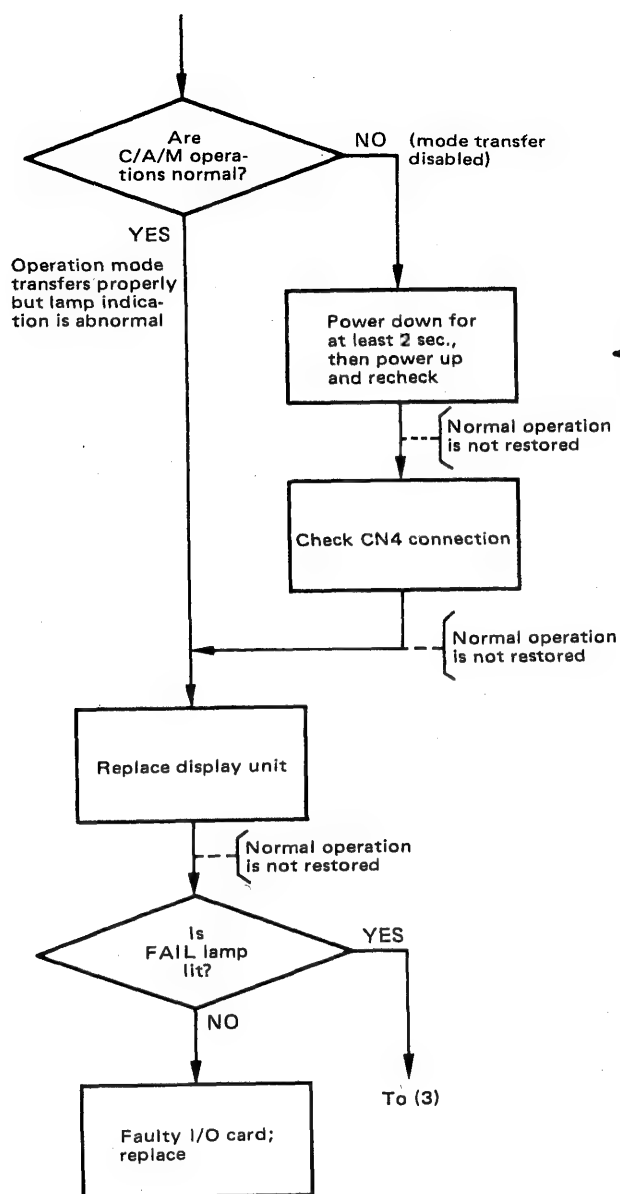 Are
C/A/M opera-
tions normal?
NO (mode transfer
disabled)
YES
Operation mode
transfers properly
but lamp indica-
tion is abnormal
Power down for
at least 2 sec.,
then power up
and recheck
Normal operation
is not restored
Check CN4 connection
Normal operation
is not restored
Replace display unit
Normal operation
is not restored
Is
FAIL lamp
lit?
YES
NO
To (3)
Faulty I/O card;
replace